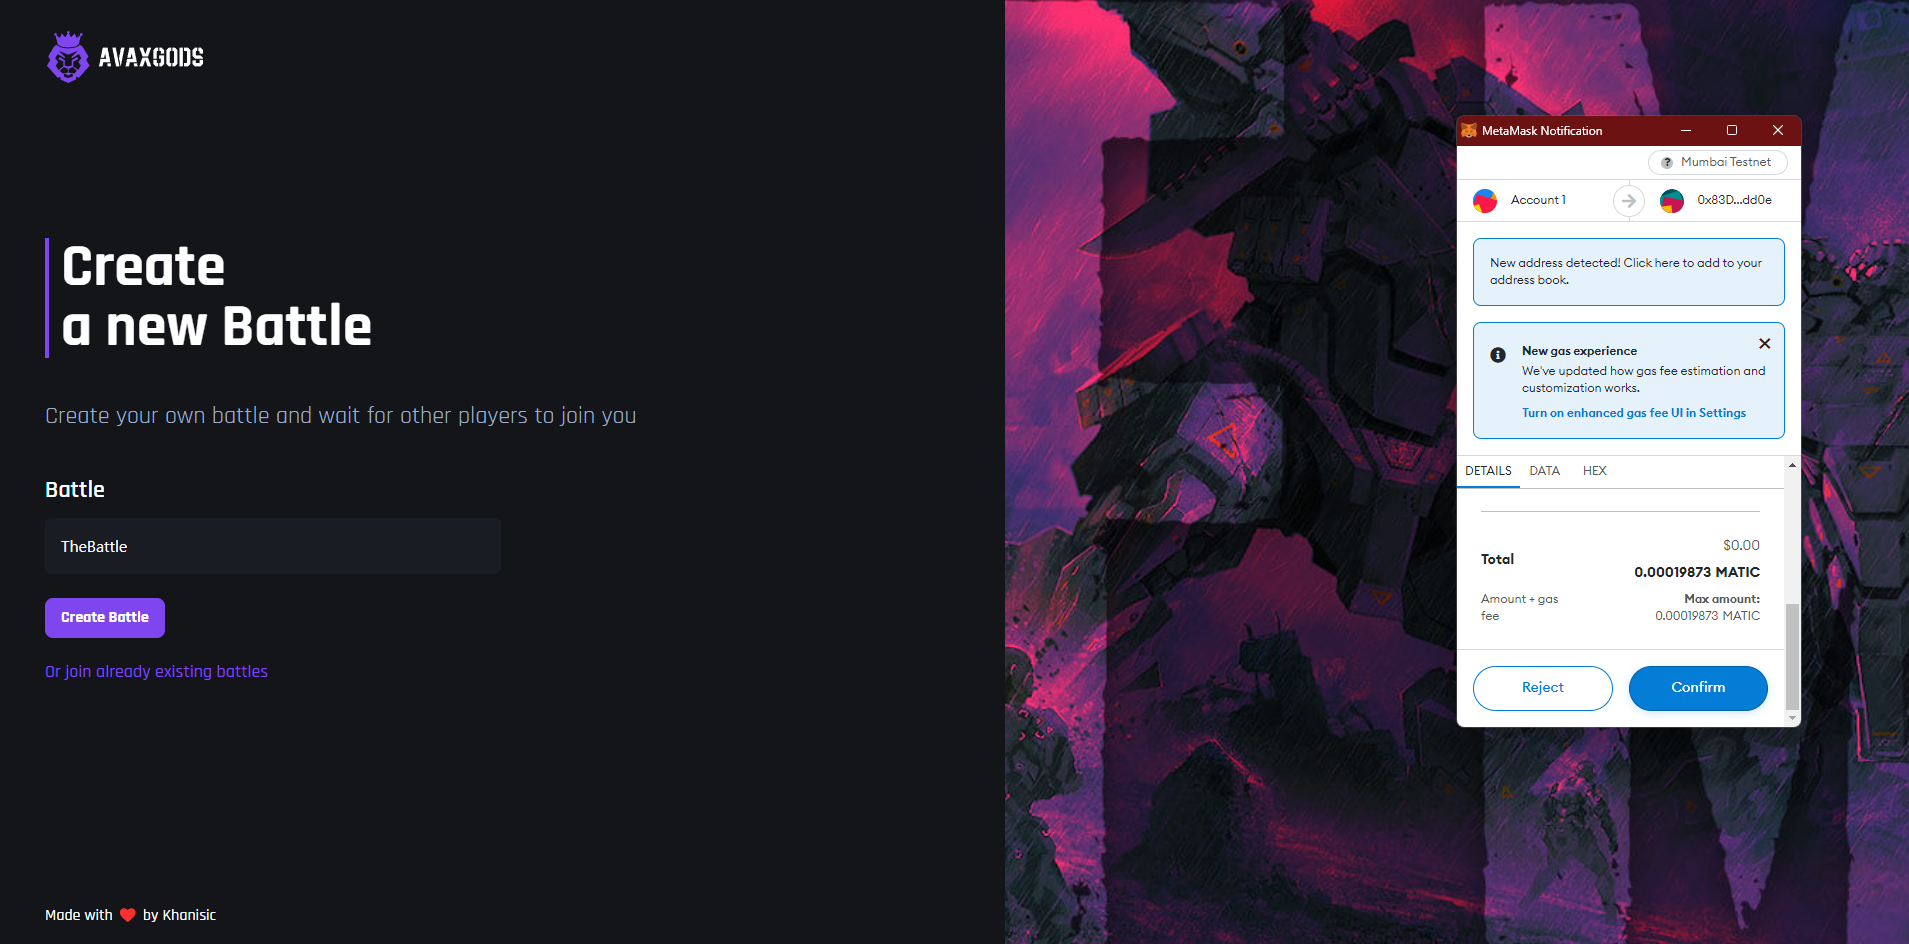 AVAXGODS
Create
a new Battle
Create your own battle and wait for other players to join you
Battle
TheBattle
Create Battle
Or join already existing battles
Made with ❤ by Khanisic
MetaMask Notification
? Mumbai Testnet
Account 1
0x83D...dd0e
New address detected! Click here to add to your
address book.
New gas experience
We've updated how gas fee estimation and
customization works.
Turn on enhanced gas fee UI in Settings
DETAILS DATA HEX
$0.00
Total
0.00019873 MATIC
Amount + gas
fee
Max amount:
0.00019873 MATIC
Reject
Confirm